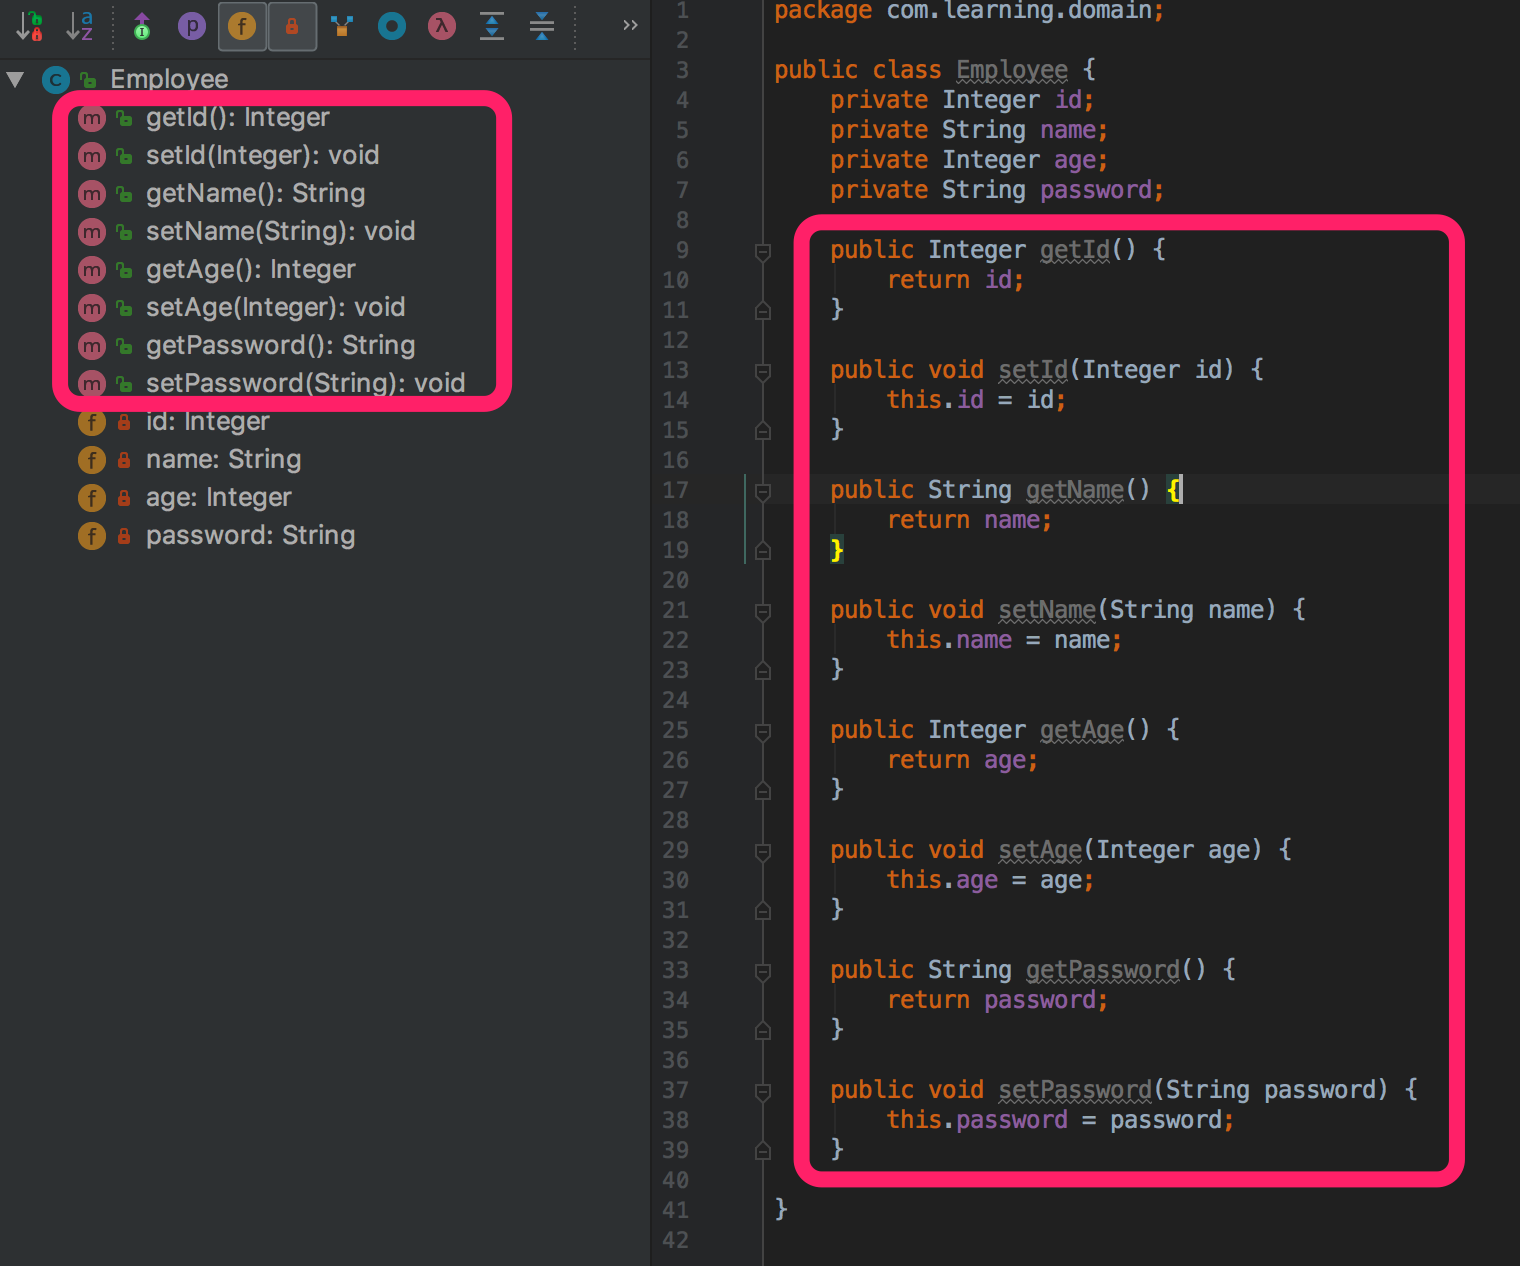 Employee
getId(): Integer
setId(Integer): void
getName(): String
setName(String): void
getAge(): Integer
setAge(Integer): void
getPassword(): String
setPassword(String): void
id: Integer
name: String
age: Integer
password: String
1 package com.learning.domain;
2
3 public class Employee {
4 private Integer id;
5 private String name;
6 private Integer age;
7 private String password;
8
9 public Integer getId() {
10 return id;
11 }
12
13 public void setId(Integer id) {
14 this.id = id;
15 }
16
17 public String getName() {
18 return name;
19 }
20
21 public void setName(String name) {
22 this.name = name;
23 }
24
25 public Integer getAge() {
26 return age;
27 }
28
29 public void setAge(Integer age) {
30 this.age = age;
31 }
32
33 public String getPassword() {
34 return password;
35 }
36
37 public void setPassword(String password) {
38 this.password = password;
39 }
40
41 }
42